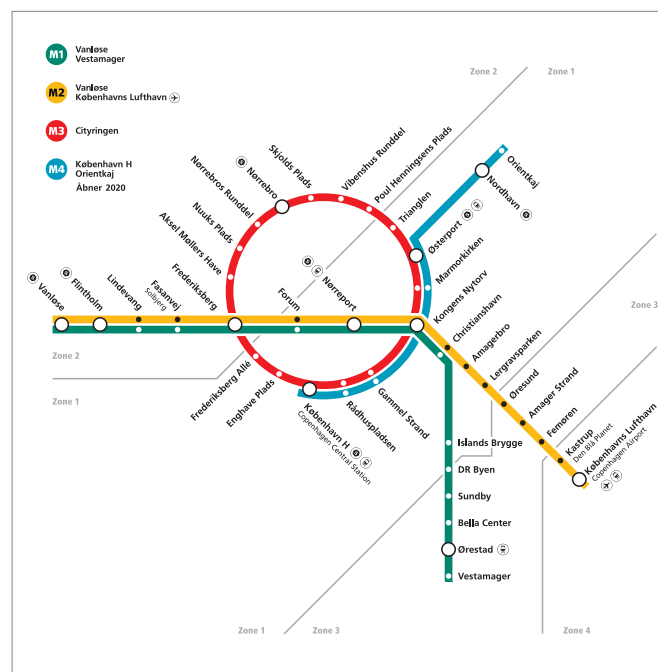 M1
Vanløse
Vestamager
M2
Vanløse
Københavns Lufthavn
M3
Cityringen
M4
København H
Orientkaj
Åbner 2020
Zone 2
Zone 1
Skjolds Plads
Vibenshus Runddel
Poul Henningsens Plads
Trianglen
Orientkaj
Nordhavn
Østerport
Nørrebro
Nørrebros Runddel
Nuuks Plads
Aksel Møllers Have
Frederiksberg
Marmorkirken
Kongens Nytorv
Vanløse
Flintholm
Lindevang
Fasanvej
Solbjerg
Forum
Nørreport
Christianshavn
Amagerbro
Lergravsparken
Øresund
Amager Strand
Femøren
Kastrup
Den Blå Planet
Københavns Lufthavn
Copenhagen Airport
Zone 3
Zone 2
Zone 1
Frederiksberg Allé
Enghave Plads
København H
Copenhagen Central Station
Rådhuspladsen
Gammel Strand
Islands Brygge
DR Byen
Sundby
Bella Center
Ørestad
Vestamager
Zone 1
Zone 3
Zone 4